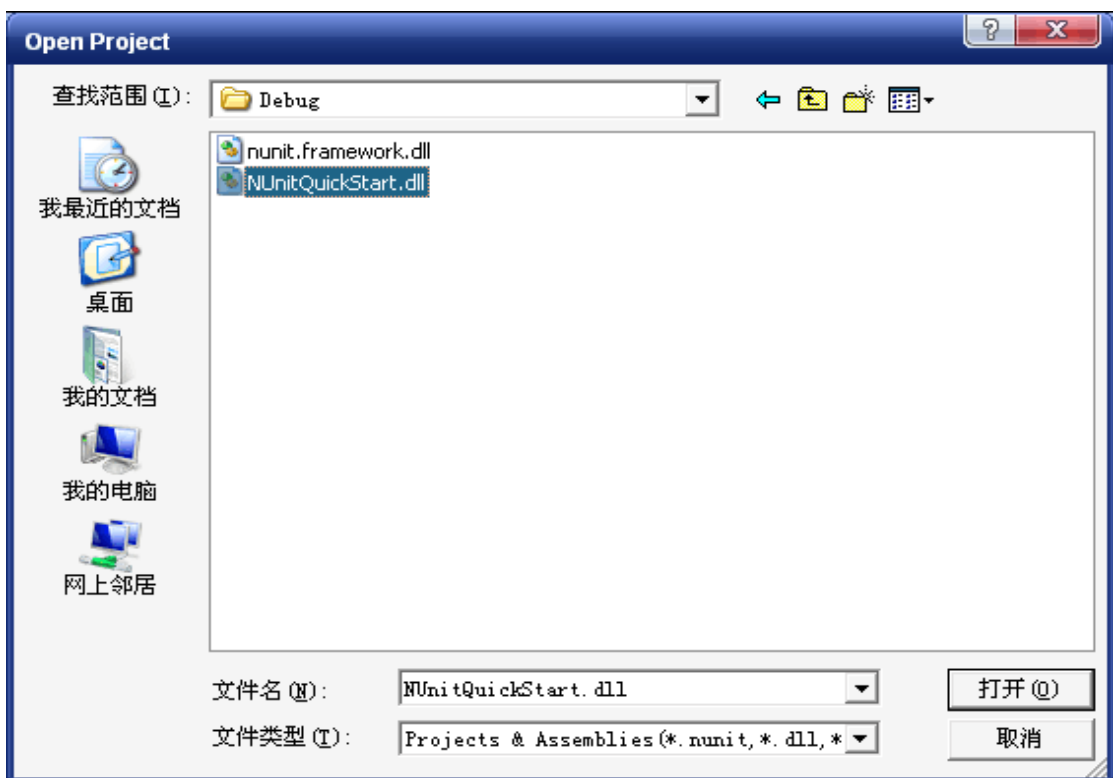 Open Project
查找范围(I):
Debug
nunit.framework.dll
NUnitQuickStart.dll
我最近的文档
桌面
我的文档
我的电脑
网上邻居
文件名(N):
NUnitQuickStart.dll
打开(O)
文件类型(T):
Projects & Assemblies(*.nunit,*.dll,*
取消